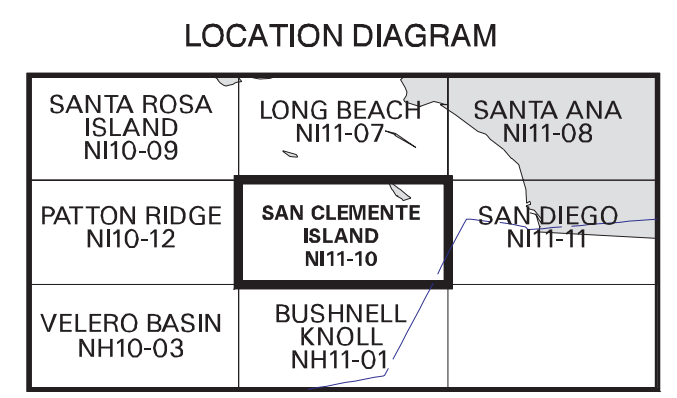 LOCATION DIAGRAM
SANTA ROSA
ISLAND
NI10-09
LONG BEACH
NI11-07
SANTA ANA
NI11-08
PATTON RIDGE
NI10-12
SAN CLEMENTE
ISLAND
NI11-10
SAN DIEGO
NI11-11
VELERO BASIN
NH10-03
BUSHNELL
KNOLL
NH11-01